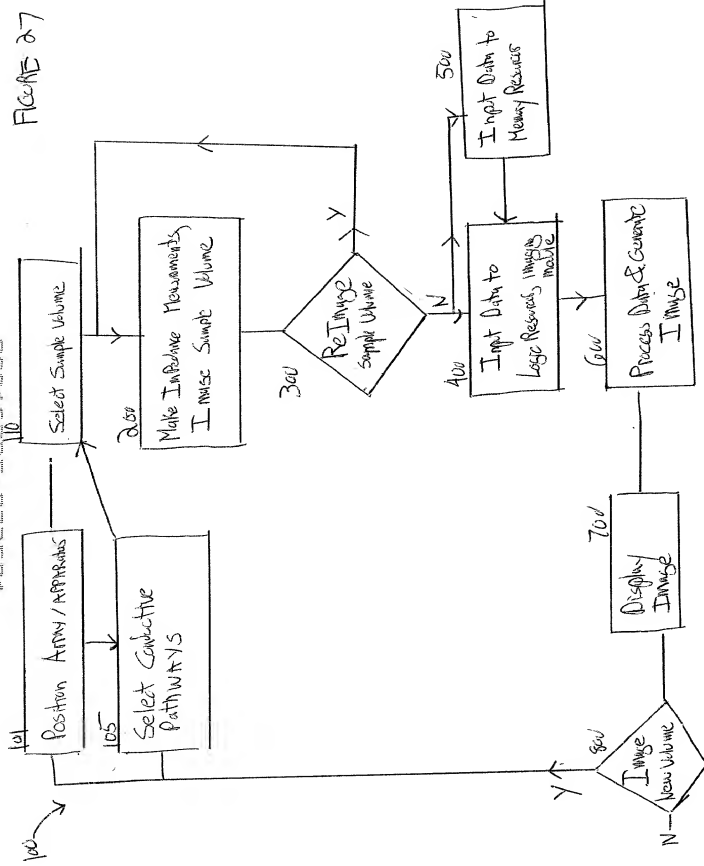 FIGURE 27
100
101
Position Array/APPARATUS
105
Select Conductive
PATHWAYS
110
Select Sample Volume
200
Make Impedance Measurements,
Image Sample Volume
300
ReImage
Sample Volume
Y
N
400
Input Data to
Logic Resources, Imaging
Module
500
Input Data to
Memory Resources
600
Process Data & Generate
Image
700
Display
Image
800
Image
New Volume
Y
N